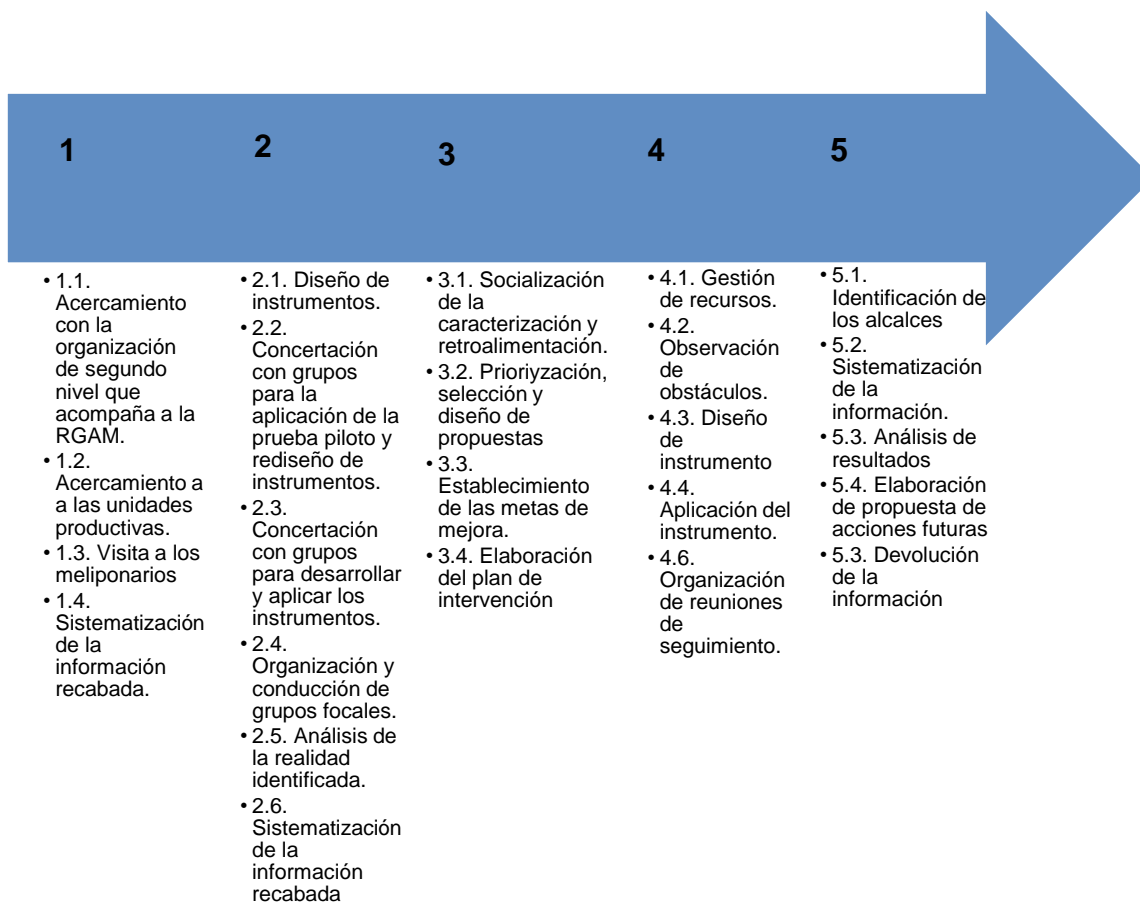 1
2
3
4
5
• 1.1.
Acercamiento
con la
organización
de segundo
nivel que
acompaña a la
RGAM.
• 1.2.
Acercamiento a
a las unidades
productivas.
• 1.3. Visita a los
meliponarios
• 1.4.
Sistematización
de la
información
recabada.
• 2.1. Diseño de
instrumentos.
• 2.2.
Concertación
con grupos
para la
aplicación de la
prueba piloto y
rediseño de
instrumentos.
• 2.3.
Concertación
con grupos
para desarrollar
y aplicar los
instrumentos.
• 2.4.
Organización y
conducción de
grupos focales.
• 2.5. Análisis de
la realidad
identificada.
• 2.6.
Sistematización
de la
información
recabada
• 3.1. Socialización
de la
caracterización y
retroalimentación.
• 3.2. Prioriyzación,
selección y
diseño de
propuestas
• 3.3.
Establecimiento
de las metas de
mejora.
• 3.4. Elaboración
del plan de
intervención
• 4.1. Gestión
de recursos.
• 4.2.
Observación
de
obstáculos.
• 4.3. Diseño
de
instrumento
• 4.4.
Aplicación del
instrumento.
• 4.6.
Organización
de reuniones
de
seguimiento.
• 5.1.
Identificación de
los alcalces
• 5.2.
Sistematización
de la
información.
• 5.3. Análisis de
resultados
• 5.4. Elaboración
de propuesta de
acciones futuras
• 5.3. Devolución
de la
información